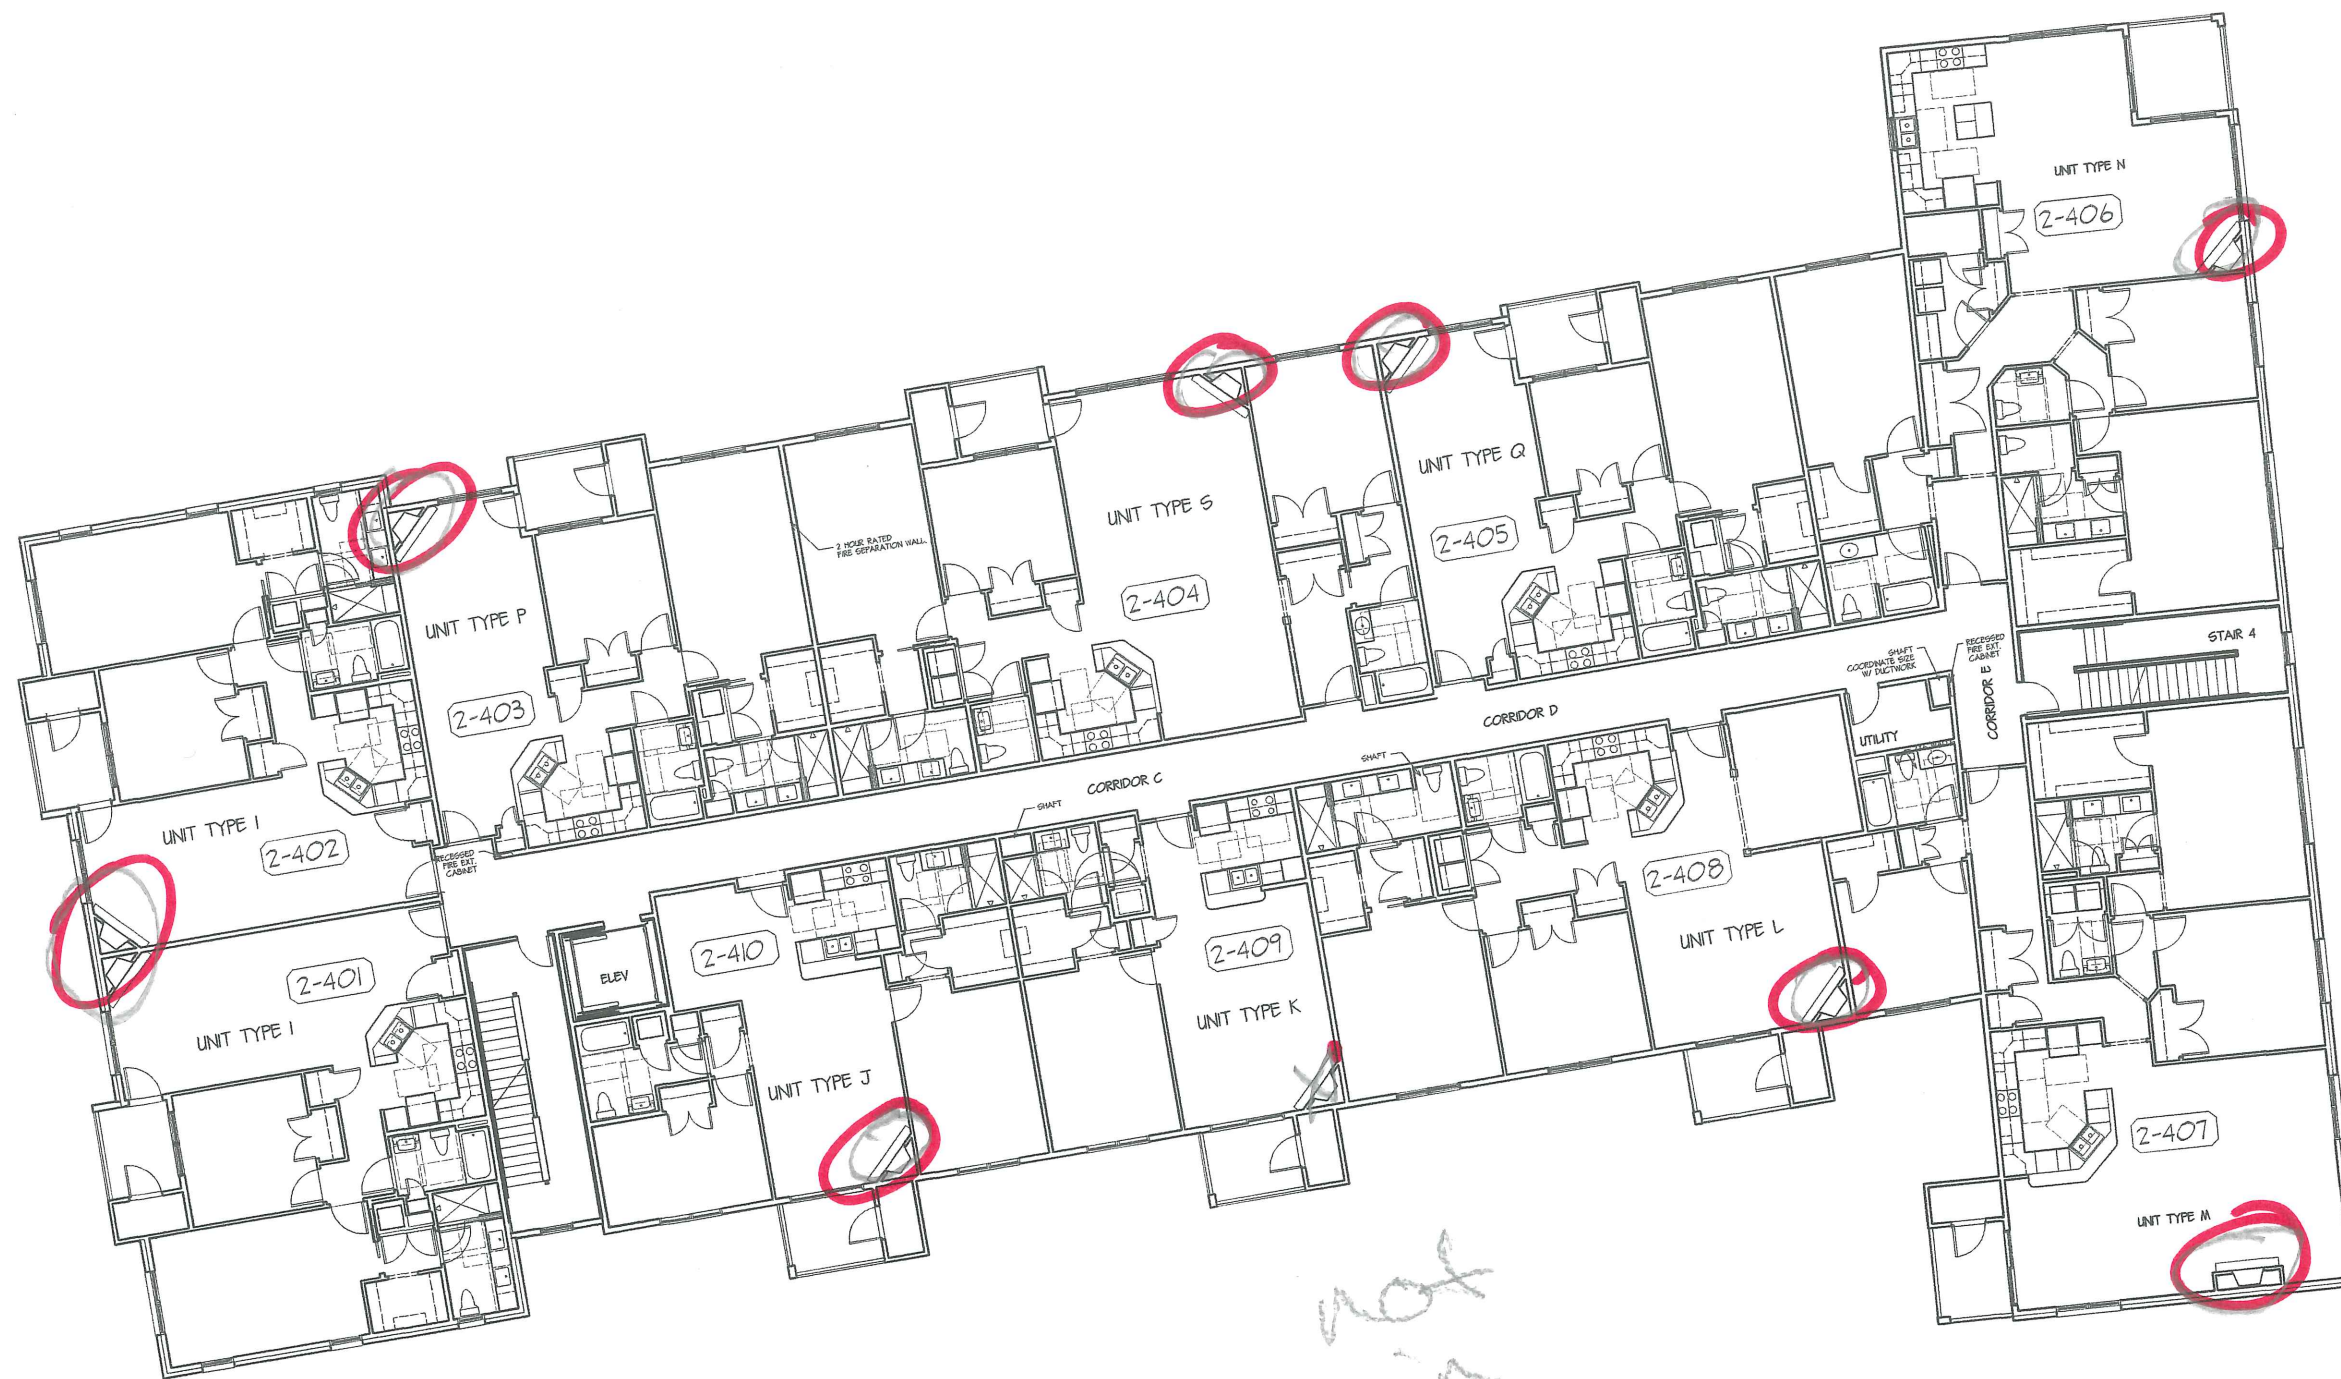 UNIT TYPE N
2-406
UNIT TYPE Q
2-405
UNIT TYPE S
2-404
2 HOUR RATED
FIRE SEPARATION WALL.
UNIT TYPE P
2-403
STAIR 4
RECESSED
FIRE EXT.
CABINET
SHAFT
COORDINATE SIZE
W/ DUCTWORK
CORRIDOR E
UTILITY
CORRIDOR D
SHAFT
CORRIDOR C
SHAFT
UNIT TYPE I
2-402
RECESSED
FIRE EXT.
CABINET
2-401
UNIT TYPE I
ELEV
2-410
UNIT TYPE J
2-409
UNIT TYPE K
2-408
UNIT TYPE L
2-407
UNIT TYPE M
not